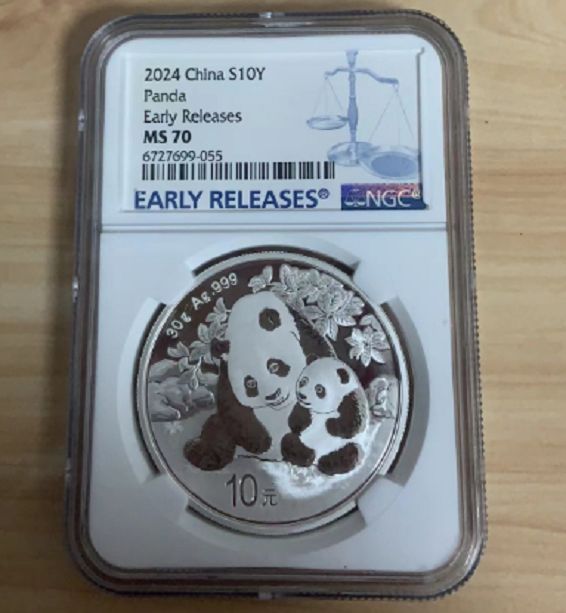 2024 China S10Y
Panda
Early Releases
MS 70
6727699-055
EARLY RELEASES®
NGC®
30g Ag.999
10元